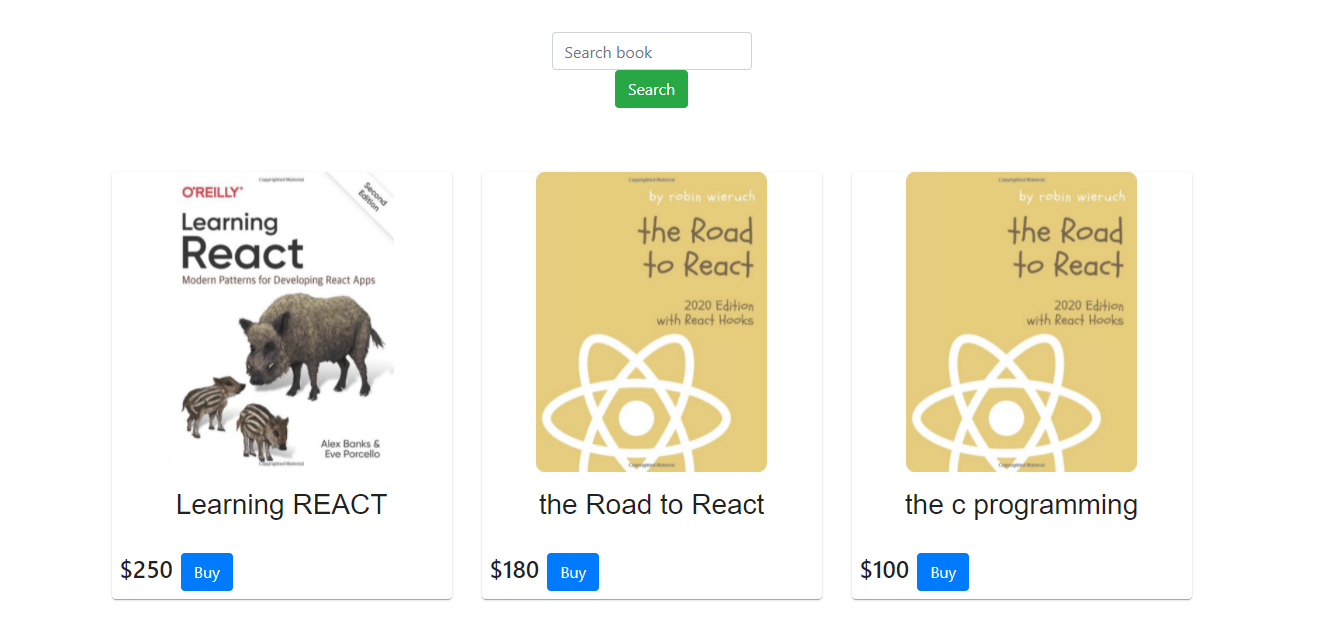 Search book
Search
Copyrighted Material
O'REILLY®
Second
Edition
Learning
React
Modern Patterns for Developing React Apps
Alex Banks &
Eve Porcello
Copyrighted Material
Learning REACT
$250 Buy
Copyrighted Material
by robin wieruch
the Road
to React
2020 Edition
with React Hooks
Copyrighted Material
the Road to React
$180 Buy
Copyrighted Material
by robin wieruch
the Road
to React
2020 Edition
with React Hooks
Copyrighted Material
the c programming
$100 Buy